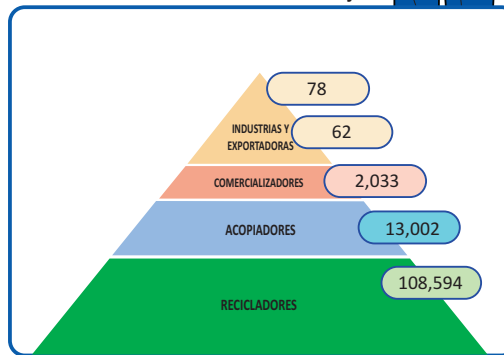 78
INDUSTRIAS Y
EXPORTADORAS
62
COMERCIALIZADORES
2,033
ACOPIADORES
13,002
RECICLADORES
108,594